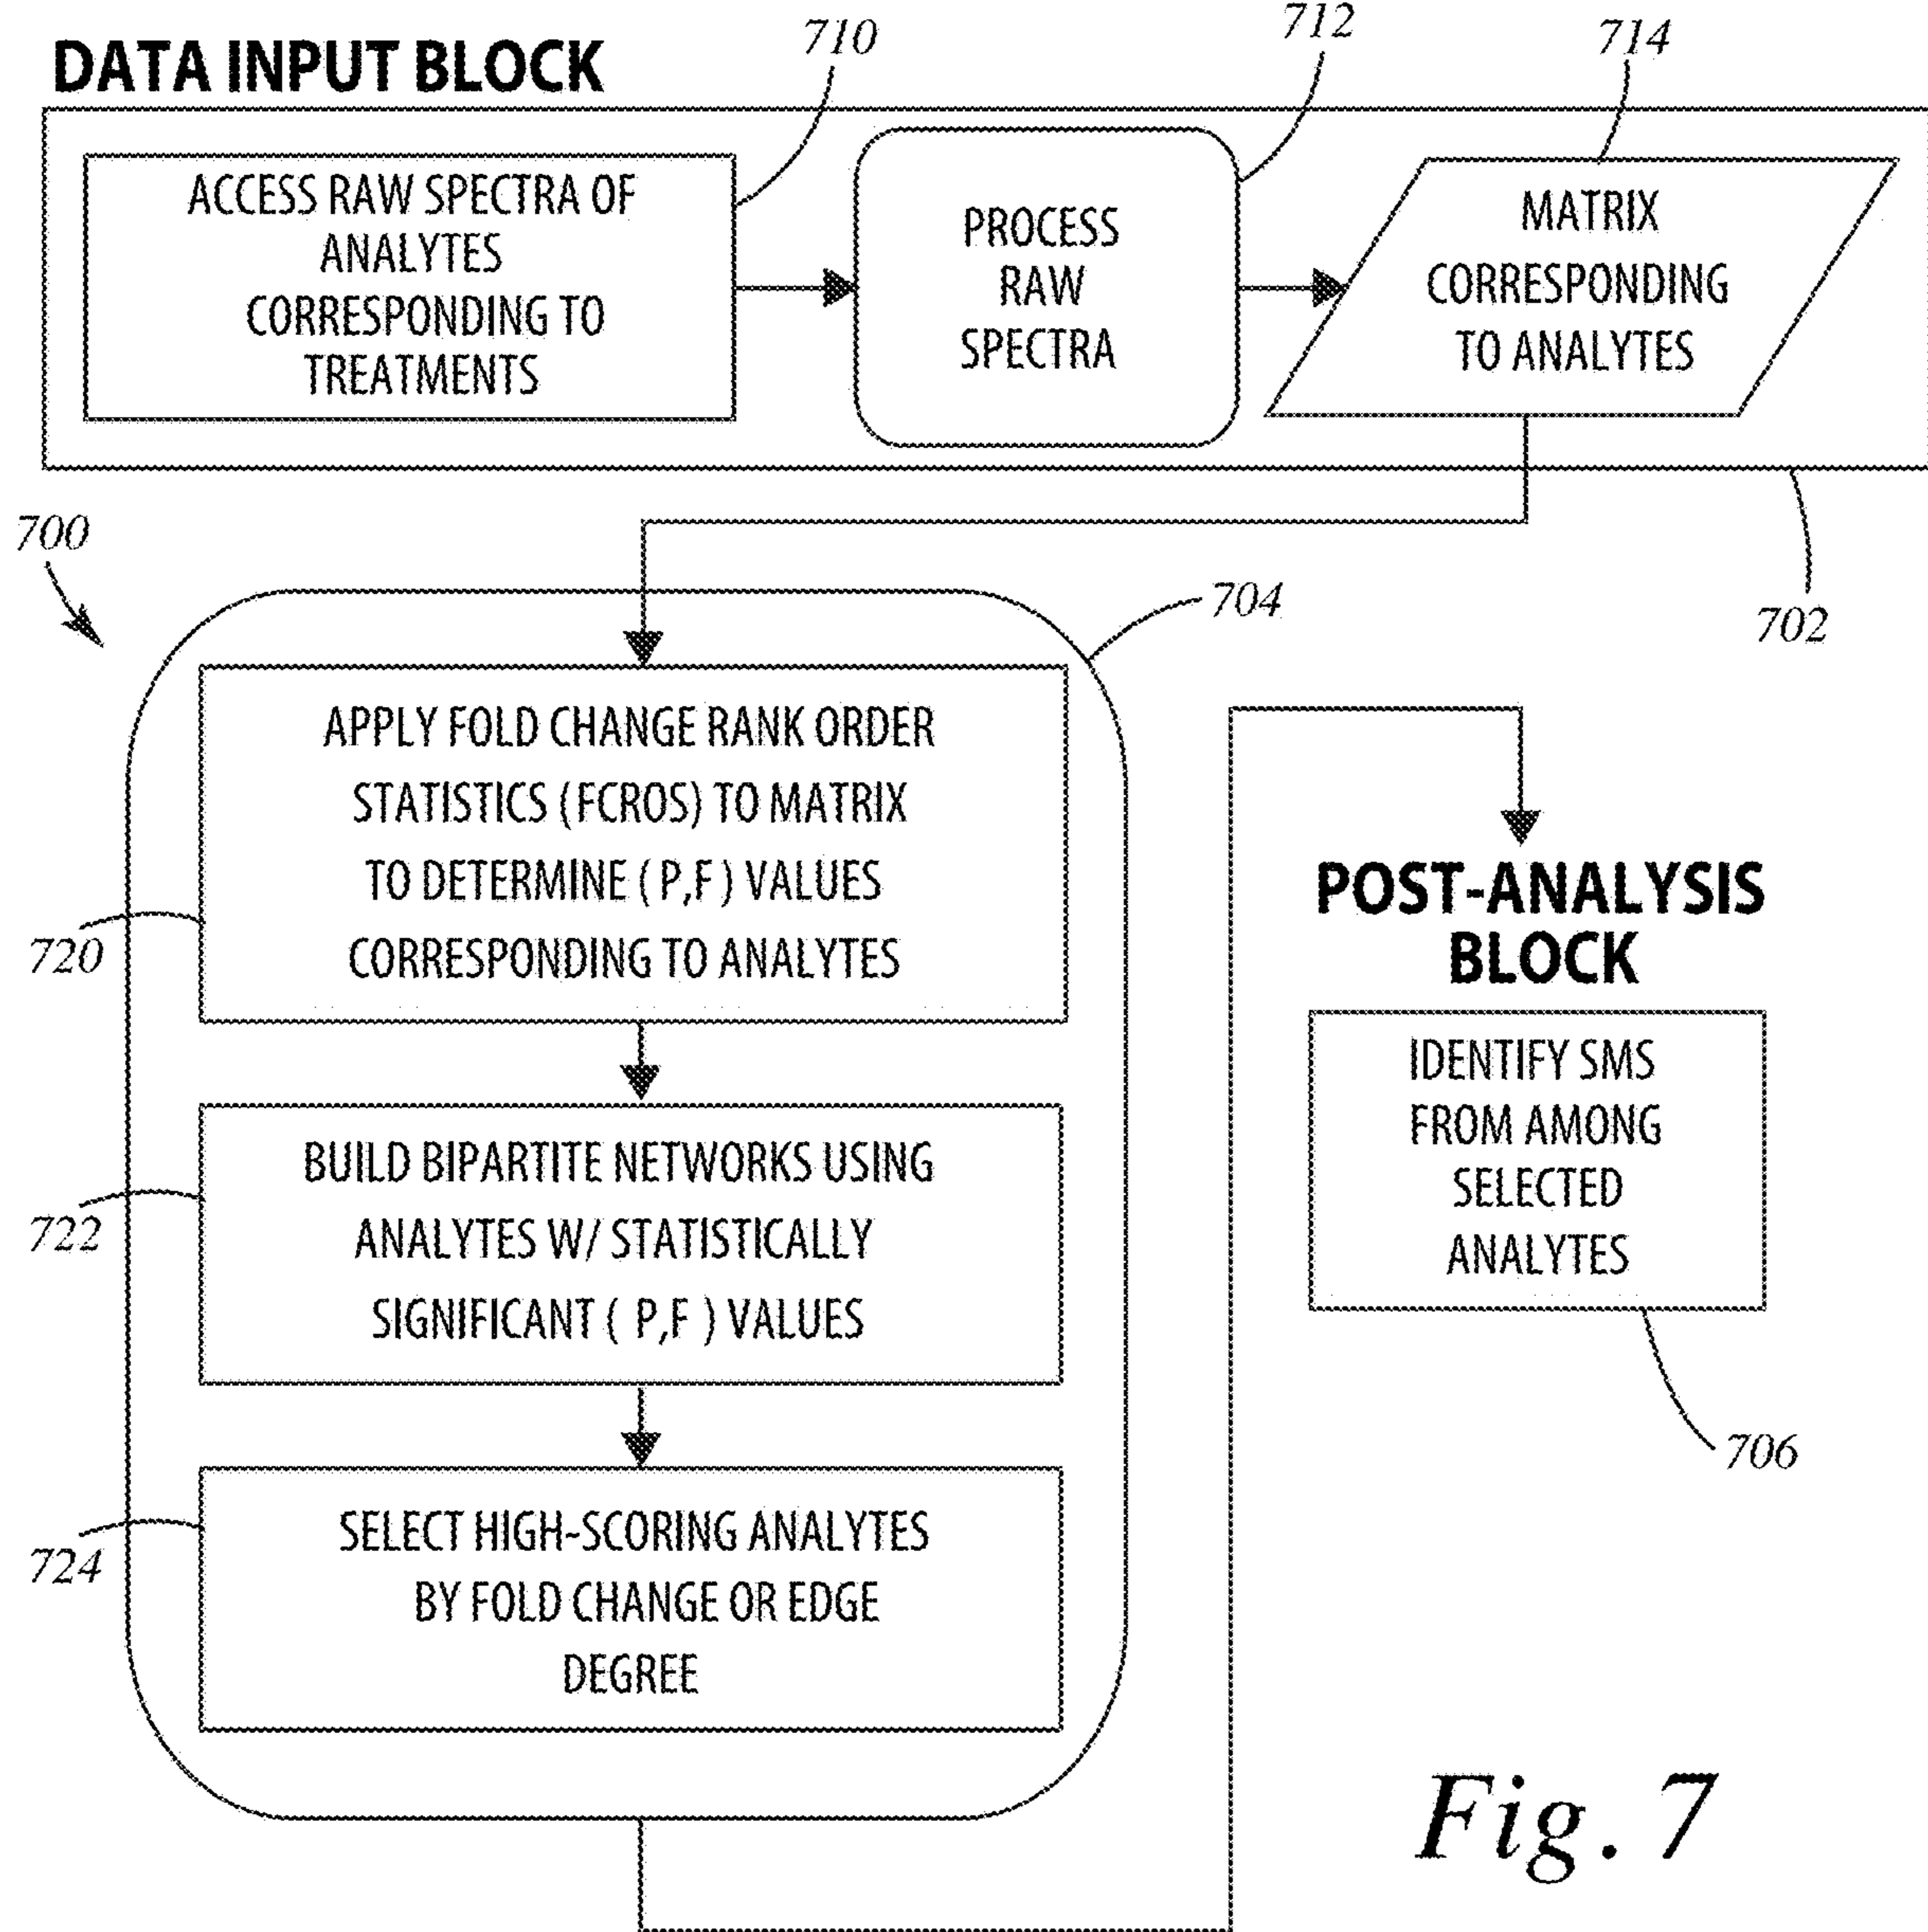 710
712
714
DATA INPUT BLOCK
ACCESS RAW SPECTRA OF
ANALYTES
CORRESPONDING TO
TREATMENTS
PROCESS
RAW
SPECTRA
MATRIX
CORRESPONDING
TO ANALYTES
700
704
702
APPLY FOLD CHANGE RANK ORDER
STATISTICS (FCROS) TO MATRIX
TO DETERMINE ( P,F ) VALUES
CORRESPONDING TO ANALYTES
720
BUILD BIPARTITE NETWORKS USING
ANALYTES W/ STATISTICALLY
SIGNIFICANT ( P,F ) VALUES
722
SELECT HIGH-SCORING ANALYTES
BY FOLD CHANGE OR EDGE
DEGREE
724
POST-ANALYSIS
BLOCK
IDENTIFY SMS
FROM AMONG
SELECTED
ANALYTES
706
Fig. 7